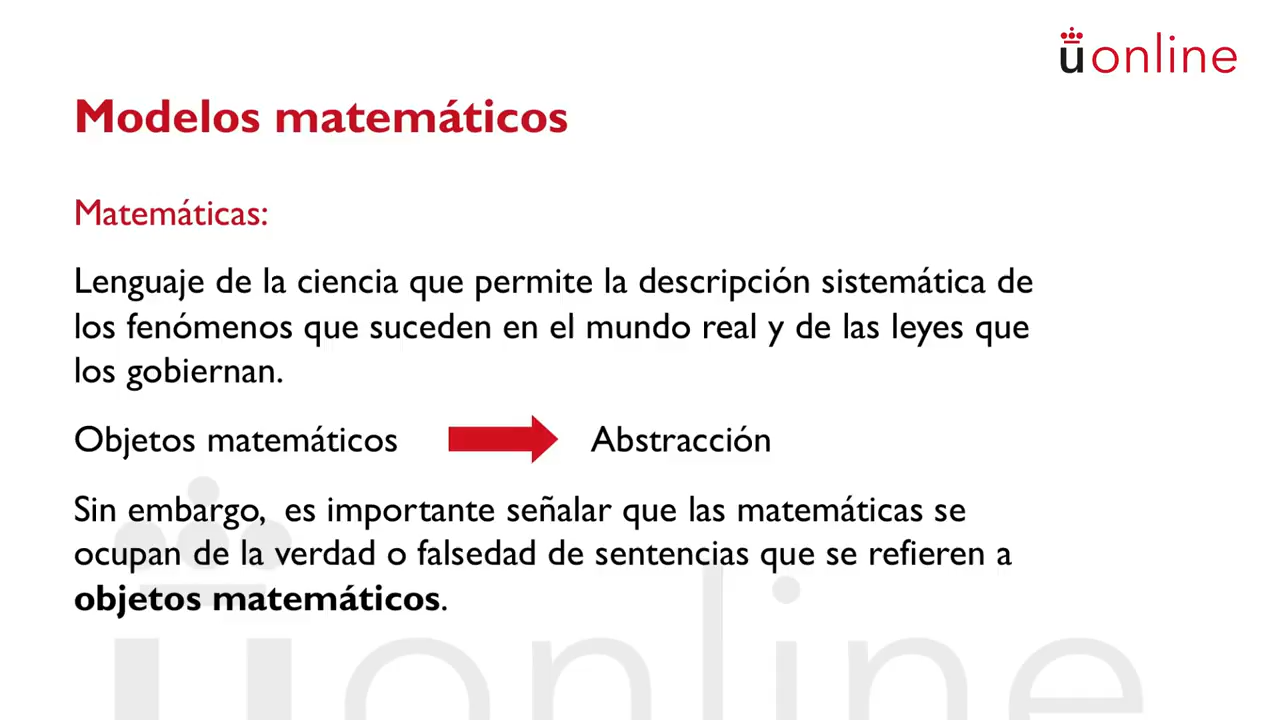 uonline
Modelos matemáticos
Matemáticas:
Lenguaje de la ciencia que permite la descripción sistemática de
los fenómenos que suceden en el mundo real y de las leyes que
los gobiernan.
Objetos matemáticos Abstracción
Sin embargo, es importante señalar que las matemáticas se
ocupan de la verdad o falsedad de sentencias que se refieren a
objetos matemáticos.
uonline